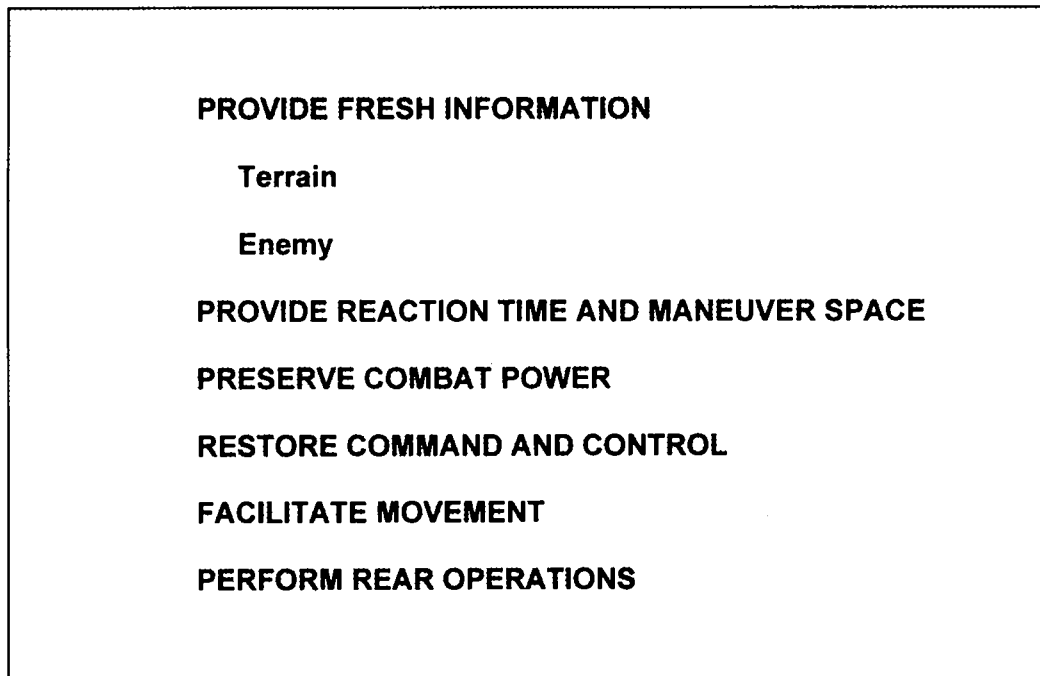 PROVIDE FRESH INFORMATION
Terrain
Enemy
PROVIDE REACTION TIME AND MANEUVER SPACE
PRESERVE COMBAT POWER
RESTORE COMMAND AND CONTROL
FACILITATE MOVEMENT
PERFORM REAR OPERATIONS